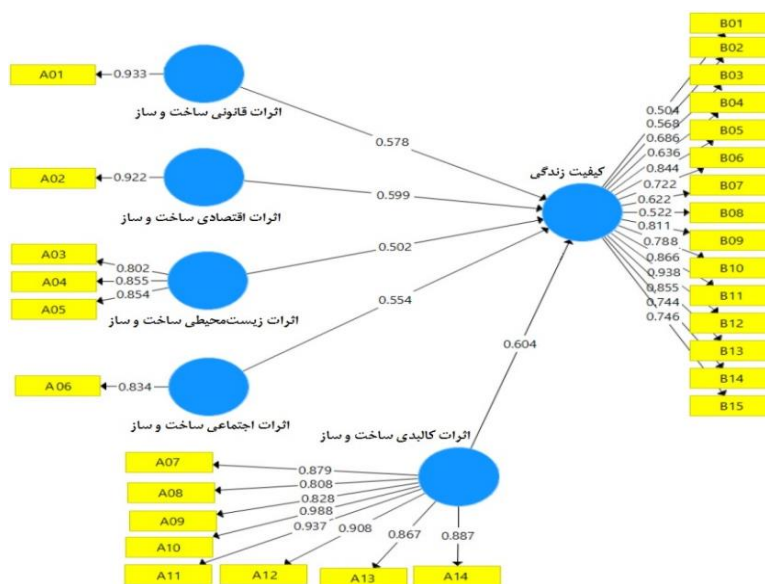 A01
0.933
اثرات قانونی ساخت و ساز
0.578
A02
0.922
اثرات اقتصادی ساخت و ساز
0.599
A03
A04
A05
0.802
0.855
0.854
اثرات زیست‌محیطی ساخت و ساز
0.502
A06
0.834
اثرات اجتماعی ساخت و ساز
0.554
کیفیت زندگی
0.504
0.568
0.686
0.636
0.844
0.722
0.622
0.522
0.811
0.788
0.866
0.938
0.855
0.744
0.746
B01
B02
B03
B04
B05
B06
B07
B08
B09
B10
B11
B12
B13
B14
B15
0.604
اثرات کالبدی ساخت و ساز
A07
A08
A09
A10
A11
A12
A13
A14
0.879
0.808
0.828
0.988
0.937
0.908
0.867
0.887